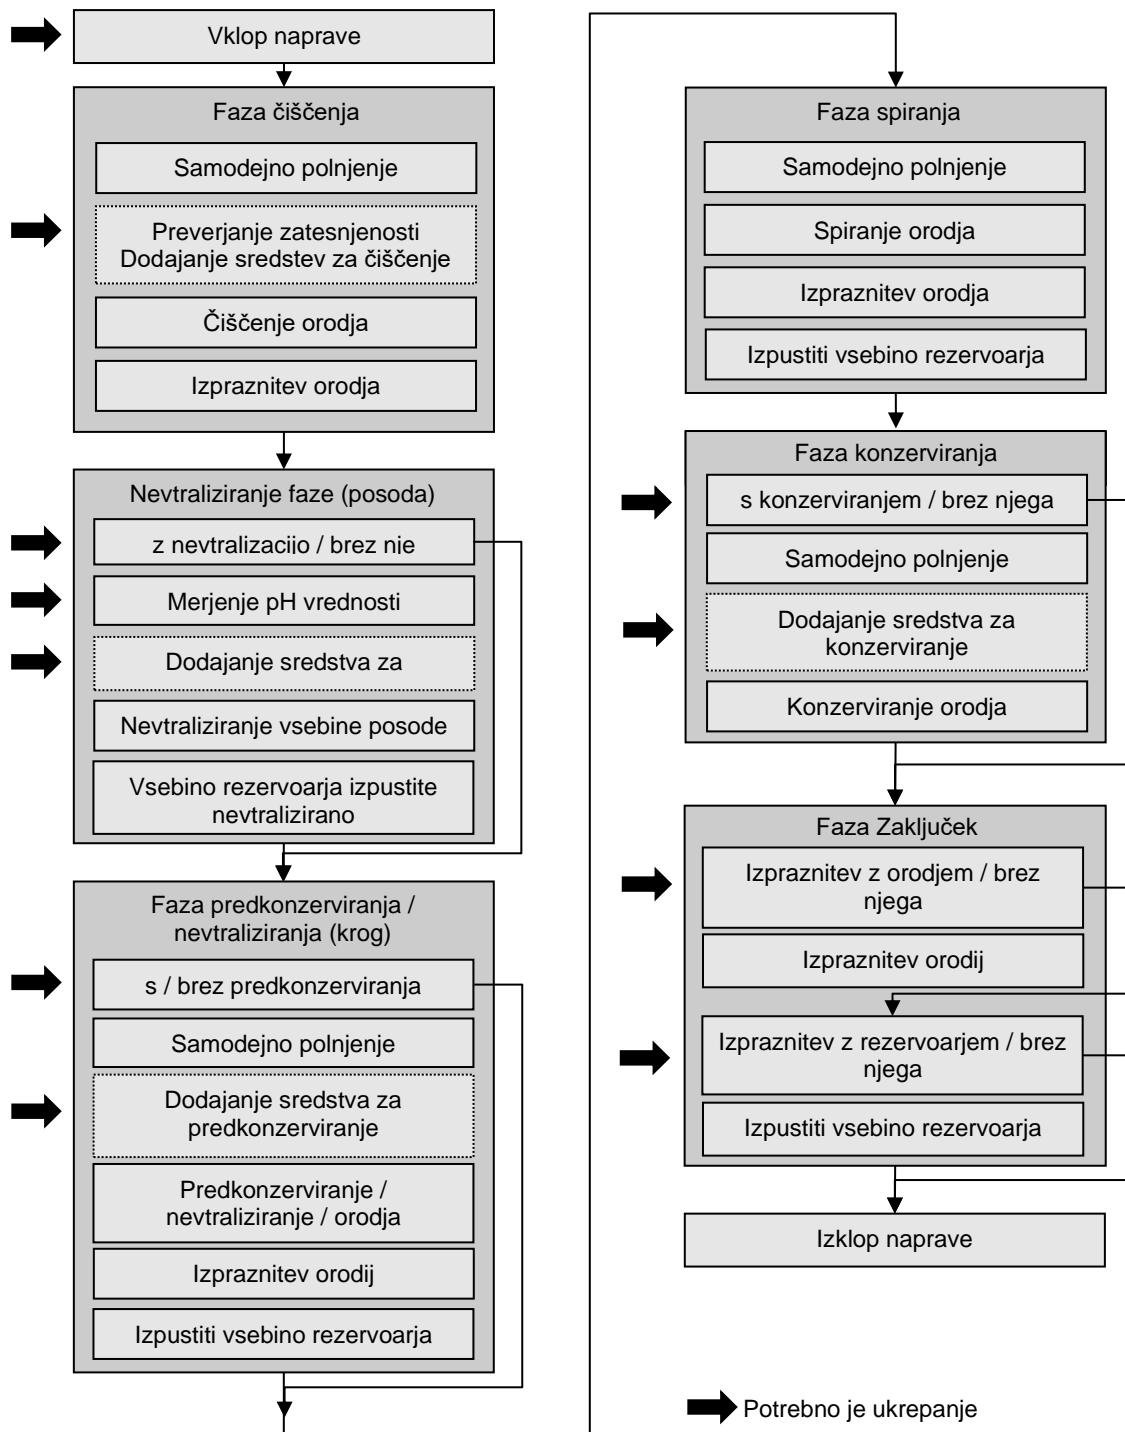 Vklop naprave
Faza čiščenja
Samodejno polnjenje
Preverjanje zatesnjenosti
Dodajanje sredstev za čiščenje
Čiščenje orodja
Izpraznitev orodja
Nevtraliziranje faze (posoda)
z nevtralizaciio / brez nie
Merjenje pH vrednosti
Dodajanje sredstva za
Nevtraliziranje vsebine posode
Vsebino rezervoarja izpustite
nevtralizirano
Faza predkonzerviranja /
nevtraliziranja (krog)
s / brez predkonzerviranja
Samodejno polnjenje
Dodajanje sredstva za
predkonzerviranje
Predkonzerviranje /
nevtraliziranje / orodja
Izpraznitev orodij
Izpustiti vsebino rezervoarja
Faza spiranja
Samodejno polnjenje
Spiranje orodja
Izpraznitev orodja
Izpustiti vsebino rezervoarja
Faza konzerviranja
s konzerviranjem / brez njega
Samodejno polnjenje
Dodajanje sredstva za
konzerviranje
Konzerviranje orodja
Faza Zaključek
Izpraznitev z orodjem / brez
njega
Izpraznitev orodij
Izpraznitev z rezervoarjem / brez
njega
Izpustiti vsebino rezervoarja
Izklop naprave
Potrebno je ukrepanje